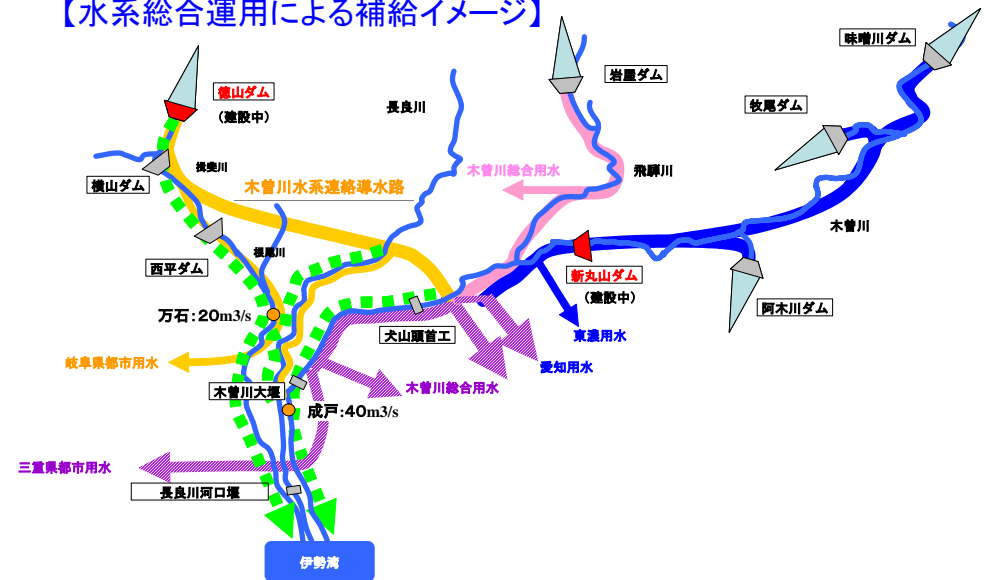 【水系総合運用による補給イメージ】
味噌川ダム
岩屋ダム
徳山ダム
(建設中)
長良川
牧尾ダム
揖斐川
横山ダム
木曽川水系連絡導水路
木曽川総合用水
飛騨川
木曽川
根尾川
西平ダム
新丸山ダム
(建設中)
阿木川ダム
万石:20m3/s
犬山頭首工
東濃用水
岐阜県都市用水
愛知用水
木曽川大堰
木曽川総合用水
成戸:40m3/s
三重県都市用水
長良川河口堰
伊勢湾